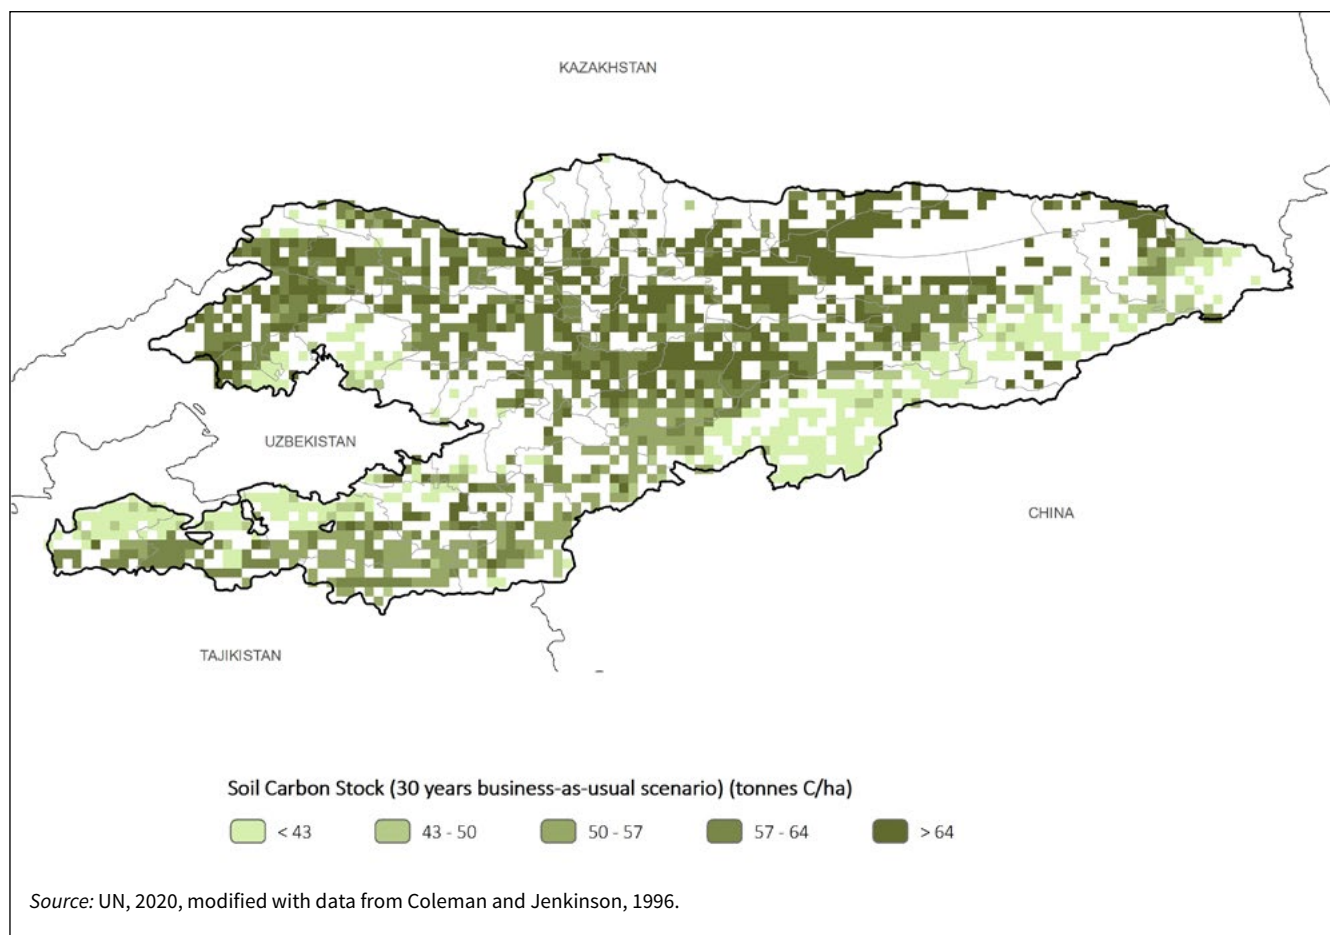 KAZAKHSTAN
UZBEKISTAN
CHINA
TAJIKISTAN
Soil Carbon Stock (30 years business-as-usual scenario) (tonnes C/ha)
< 43 43 - 50 50 - 57 57 - 64 > 64
Source: UN, 2020, modified with data from Coleman and Jenkinson, 1996.